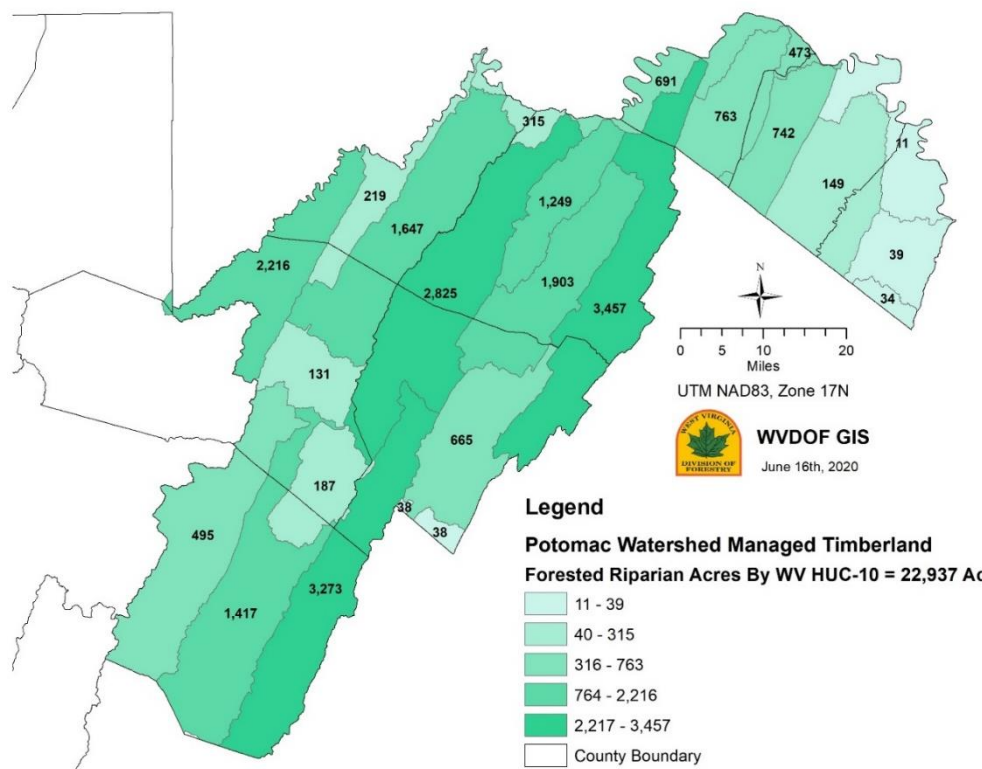 473
691
763
742
315
11
149
219
1,249
1,647
39
2,216
1,903
2,825
3,457
34
N
0 5 10 20
Miles
UTM NAD83, Zone 17N
131
WEST VIRGINIA
DIVISION OF
FORESTRY
WVDOF GIS
June 16th, 2020
665
187
38
38
495
3,273
1,417
Legend
Potomac Watershed Managed Timberland
Forested Riparian Acres By WV HUC-10 = 22,937 Ac
11 - 39
40 - 315
316 - 763
764 - 2,216
2,217 - 3,457
County Boundary